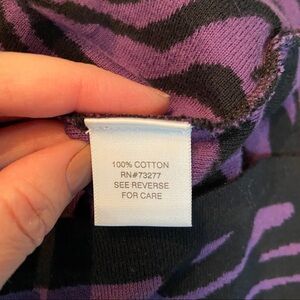 100% COTTON
RN#73277
SEE REVERSE
FOR CARE